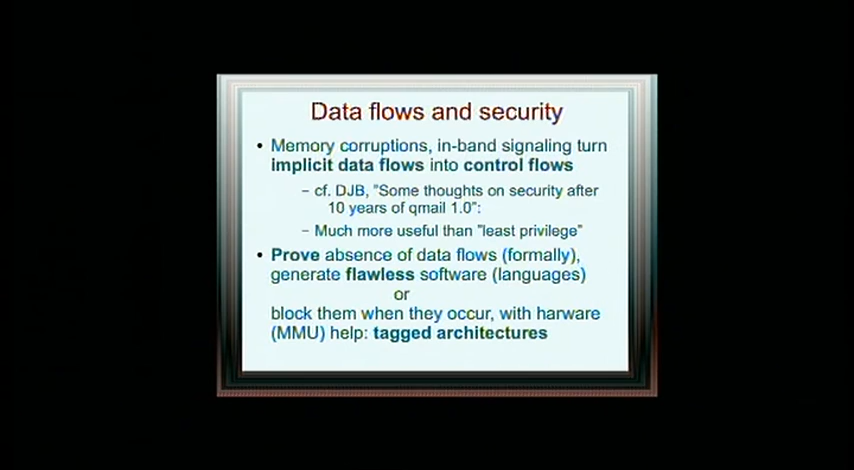 Data flows and security
• Memory corruptions, in-band signaling turn
implicit data flows into control flows
– cf. DJB, "Some thoughts on security after
10 years of qmail 1.0":
– Much more useful than "least privilege"
• Prove absence of data flows (formally),
generate flawless software (languages)
or
block them when they occur, with harware
(MMU) help: tagged architectures